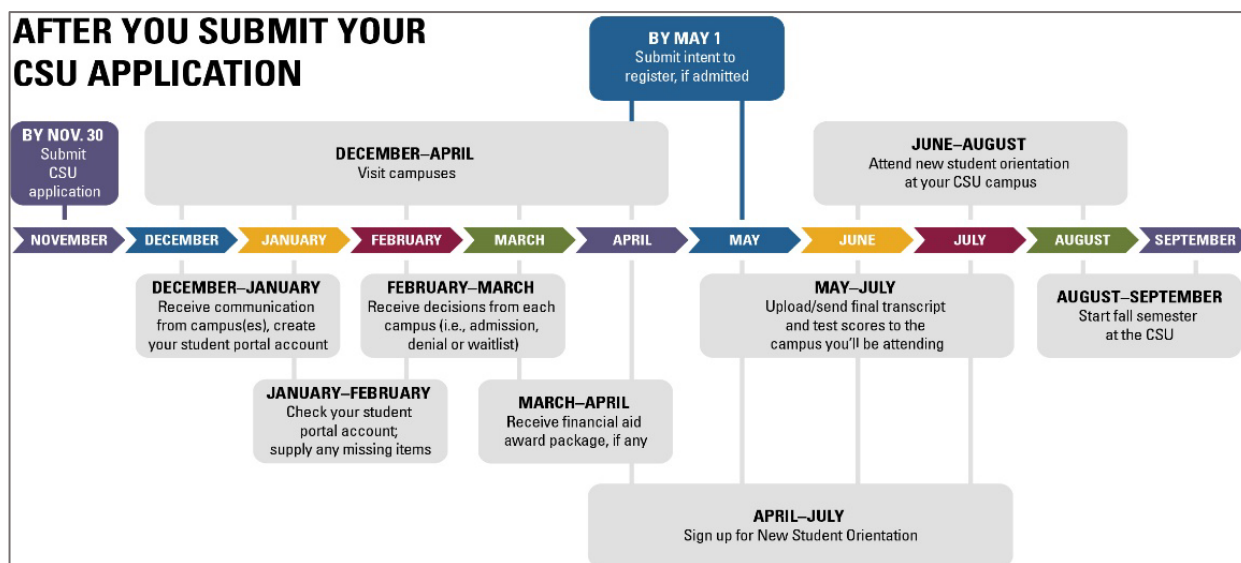 AFTER YOU SUBMIT YOUR
CSU APPLICATION
BY MAY 1
Submit intent to
register, if admitted
BY NOV. 30
Submit
CSU
application
DECEMBER–APRIL
Visit campuses
JUNE–AUGUST
Attend new student orientation
at your CSU campus
NOVEMBER
DECEMBER
JANUARY
FEBRUARY
MARCH
APRIL
MAY
JUNE
JULY
AUGUST
SEPTEMBER
DECEMBER–JANUARY
Receive communication
from campus(es), create
your student portal account
FEBRUARY–MARCH
Receive decisions from each
campus (i.e., admission,
denial or waitlist)
MAY–JULY
Upload/send final transcript
and test scores to the
campus you'll be attending
AUGUST–SEPTEMBER
Start fall semester
at the CSU
JANUARY–FEBRUARY
Check your student
portal account;
supply any missing items
MARCH–APRIL
Receive financial aid
award package, if any
APRIL–JULY
Sign up for New Student Orientation